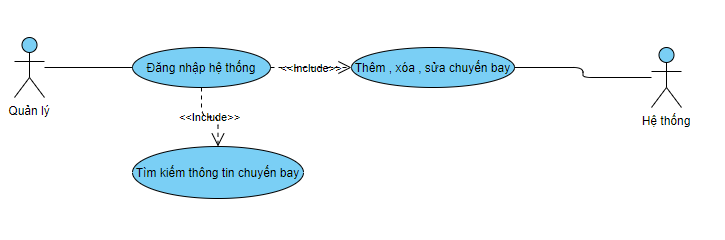 Đăng nhập hệ thống
<<Include>>
Thêm , xóa , sửa chuyến bay
Quản lý
Hệ thống
<<Include>>
Tìm kiếm thông tin chuyến bay